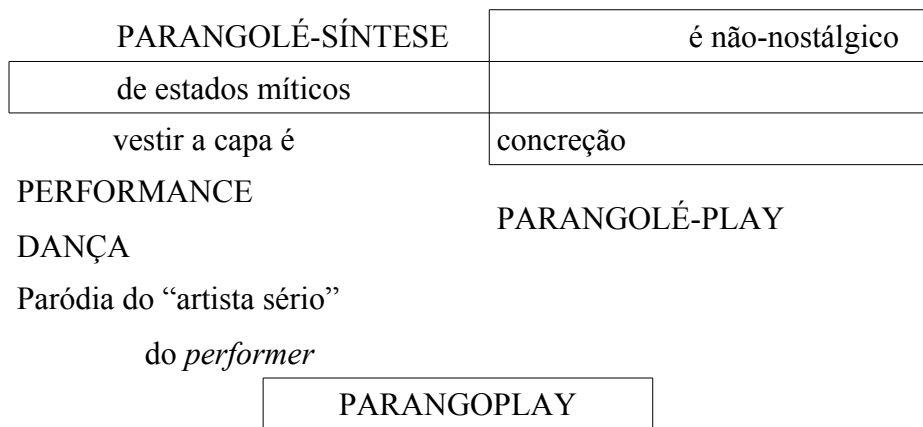 PARANGOLÉ-SÍNTESE é não-nostálgico
de estados míticos
vestir a capa é concreção
PERFORMANCE
PARANGOLÉ-PLAY
DANÇA
Paródia do “artista sério”
do performer
PARANGOPLAY